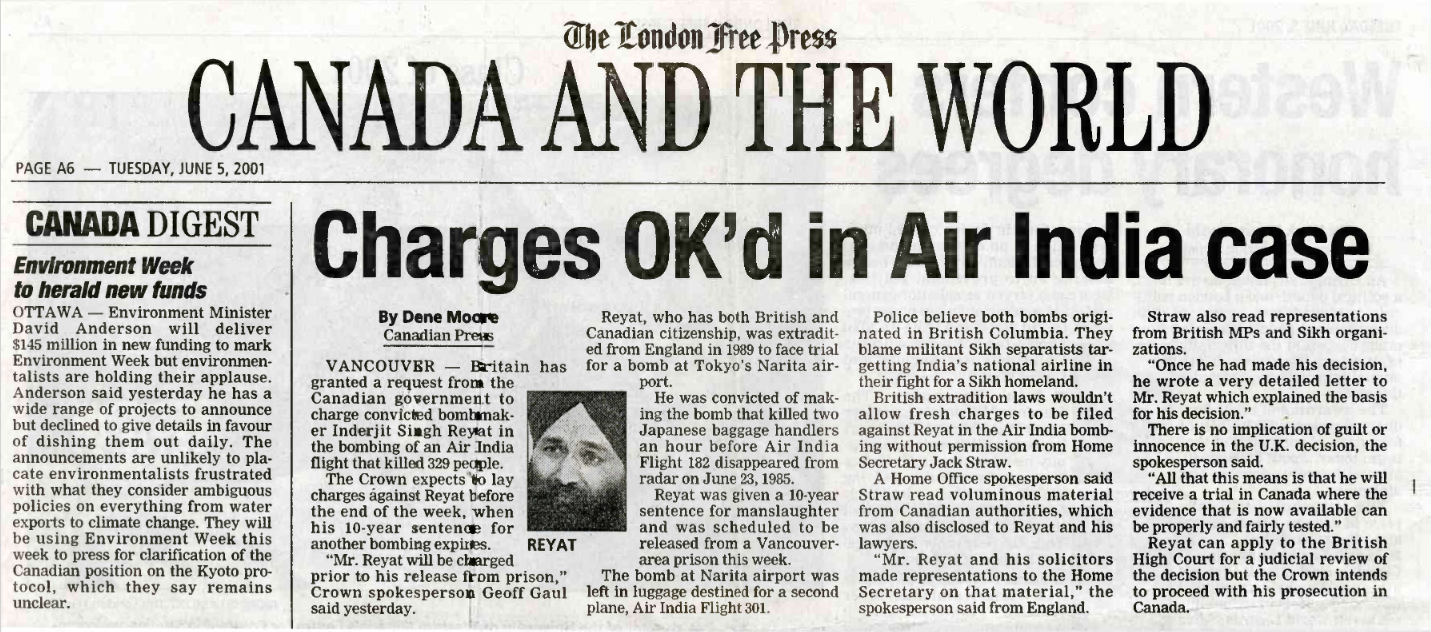 The London Free Press
CANADA AND THE WORLD
PAGE A6 — TUESDAY, JUNE 5, 2001
CANADA DIGEST
Environment Week
to herald new funds
OTTAWA — Environment Minister
David Anderson will deliver
$145 million in new funding to mark
Environment Week but environmen-
talists are holding their applause.
Anderson said yesterday he has a
wide range of projects to announce
but declined to give details in favour
of dishing them out daily. The
announcements are unlikely to pla-
cate environmentalists frustrated
with what they consider ambiguous
policies on everything from water
exports to climate change. They will
be using Environment Week this
week to press for clarification of the
Canadian position on the Kyoto pro-
tocol, which they say remains
unclear.
Charges OK'd in Air India case
By Dene Moore
Canadian Press
VANCOUVER — Britain has
granted a request from the
Canadian government to
charge convicted bomb-mak-
er Inderjit Singh Reyat in
the bombing of an Air India
flight that killed 329 people.
The Crown expects to lay
charges against Reyat before
the end of the week, when
his 10-year sentence for
another bombing expires.
"Mr. Reyat will be charged
prior to his release from prison,"
Crown spokesperson Geoff Gaul
said yesterday.
REYAT
Reyat, who has both British and
Canadian citizenship, was extradit-
ed from England in 1989 to face trial
for a bomb at Tokyo's Narita air-
port.
He was convicted of mak-
ing the bomb that killed two
Japanese baggage handlers
an hour before Air India
Flight 182 disappeared from
radar on June 23, 1985.
Reyat was given a 10-year
sentence for manslaughter
and was scheduled to be
released from a Vancouver-
area prison this week.
The bomb at Narita airport was
left in luggage destined for a second
plane, Air India Flight 301.
Police believe both bombs origi-
nated in British Columbia. They
blame militant Sikh separatists tar-
getting India's national airline in
their fight for a Sikh homeland.
British extradition laws wouldn't
allow fresh charges to be filed
against Reyat in the Air India bomb-
ing without permission from Home
Secretary Jack Straw.
A Home Office spokesperson said
Straw read voluminous material
from Canadian authorities, which
was also disclosed to Reyat and his
lawyers.
"Mr. Reyat and his solicitors
made representations to the Home
Secretary on that material," the
spokesperson said from England.
Straw also read representations
from British MPs and Sikh organi-
zations.
"Once he had made his decision,
he wrote a very detailed letter to
Mr. Reyat which explained the basis
for his decision."
There is no implication of guilt or
innocence in the U.K. decision, the
spokesperson said.
"All that this means is that he will
receive a trial in Canada where the
evidence that is now available can
be properly and fairly tested."
Reyat can apply to the British
High Court for a judicial review of
the decision but the Crown intends
to proceed with his prosecution in
Canada.